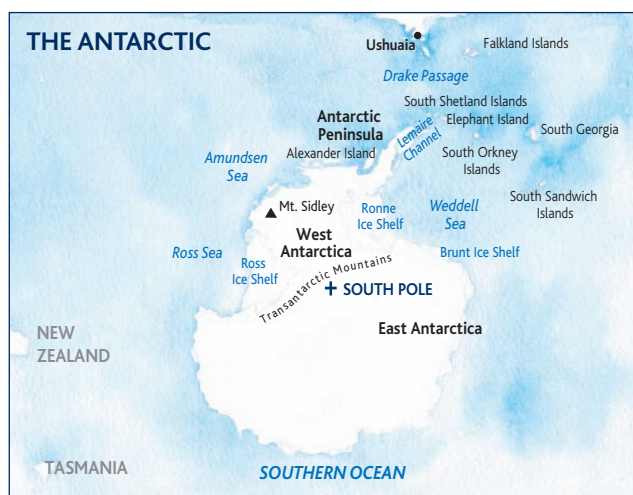 THE ANTARCTIC
Ushuaia
Falkland Islands
Drake Passage
South Shetland Islands
Elephant Island
Antarctic
Peninsula
Lemaire
Channel
South Georgia
Alexander Island
Amundsen
Sea
South Orkney
Islands
Mt. Sidley
Ronne
Ice Shelf
Weddell
Sea
South Sandwich
Islands
West
Antarctica
Ross Sea
Ross
Ice Shelf
Brunt Ice Shelf
Transantarctic Mountains
SOUTH POLE
East Antarctica
NEW
ZEALAND
TASMANIA
SOUTHERN OCEAN